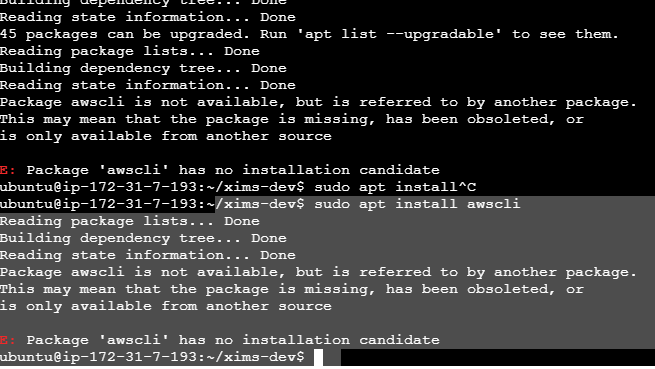 Building dependency tree... Done
Reading state information... Done
45 packages can be upgraded. Run 'apt list --upgradable' to see them.
Reading package lists... Done
Building dependency tree... Done
Reading state information... Done
Package awscli is not available, but is referred to by another package.
This may mean that the package is missing, has been obsoleted, or
is only available from another source

E: Package 'awscli' has no installation candidate
ubuntu@ip-172-31-7-193:~/xims-dev$ sudo apt install^C
ubuntu@ip-172-31-7-193:~/xims-dev$ sudo apt install awscli
Reading package lists... Done
Building dependency tree... Done
Reading state information... Done
Package awscli is not available, but is referred to by another package.
This may mean that the package is missing, has been obsoleted, or
is only available from another source

E: Package 'awscli' has no installation candidate
ubuntu@ip-172-31-7-193:~/xims-dev$